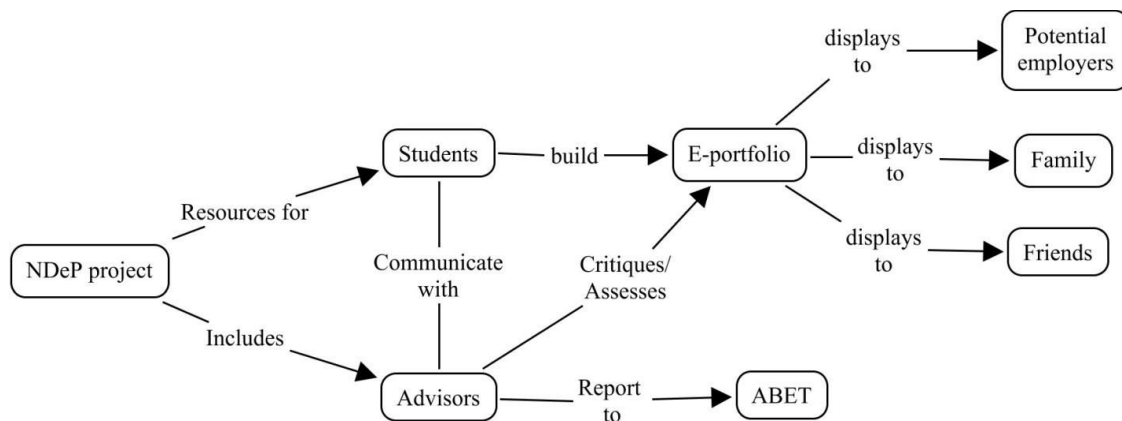 displays
to
Potential
employers
Students
build
E-portfolio
displays
to
Family
Resources for
displays
to
Friends
NDeP project
Communicate
with
Critiques/
Assesses
Includes
Advisors
Report
to
ABET